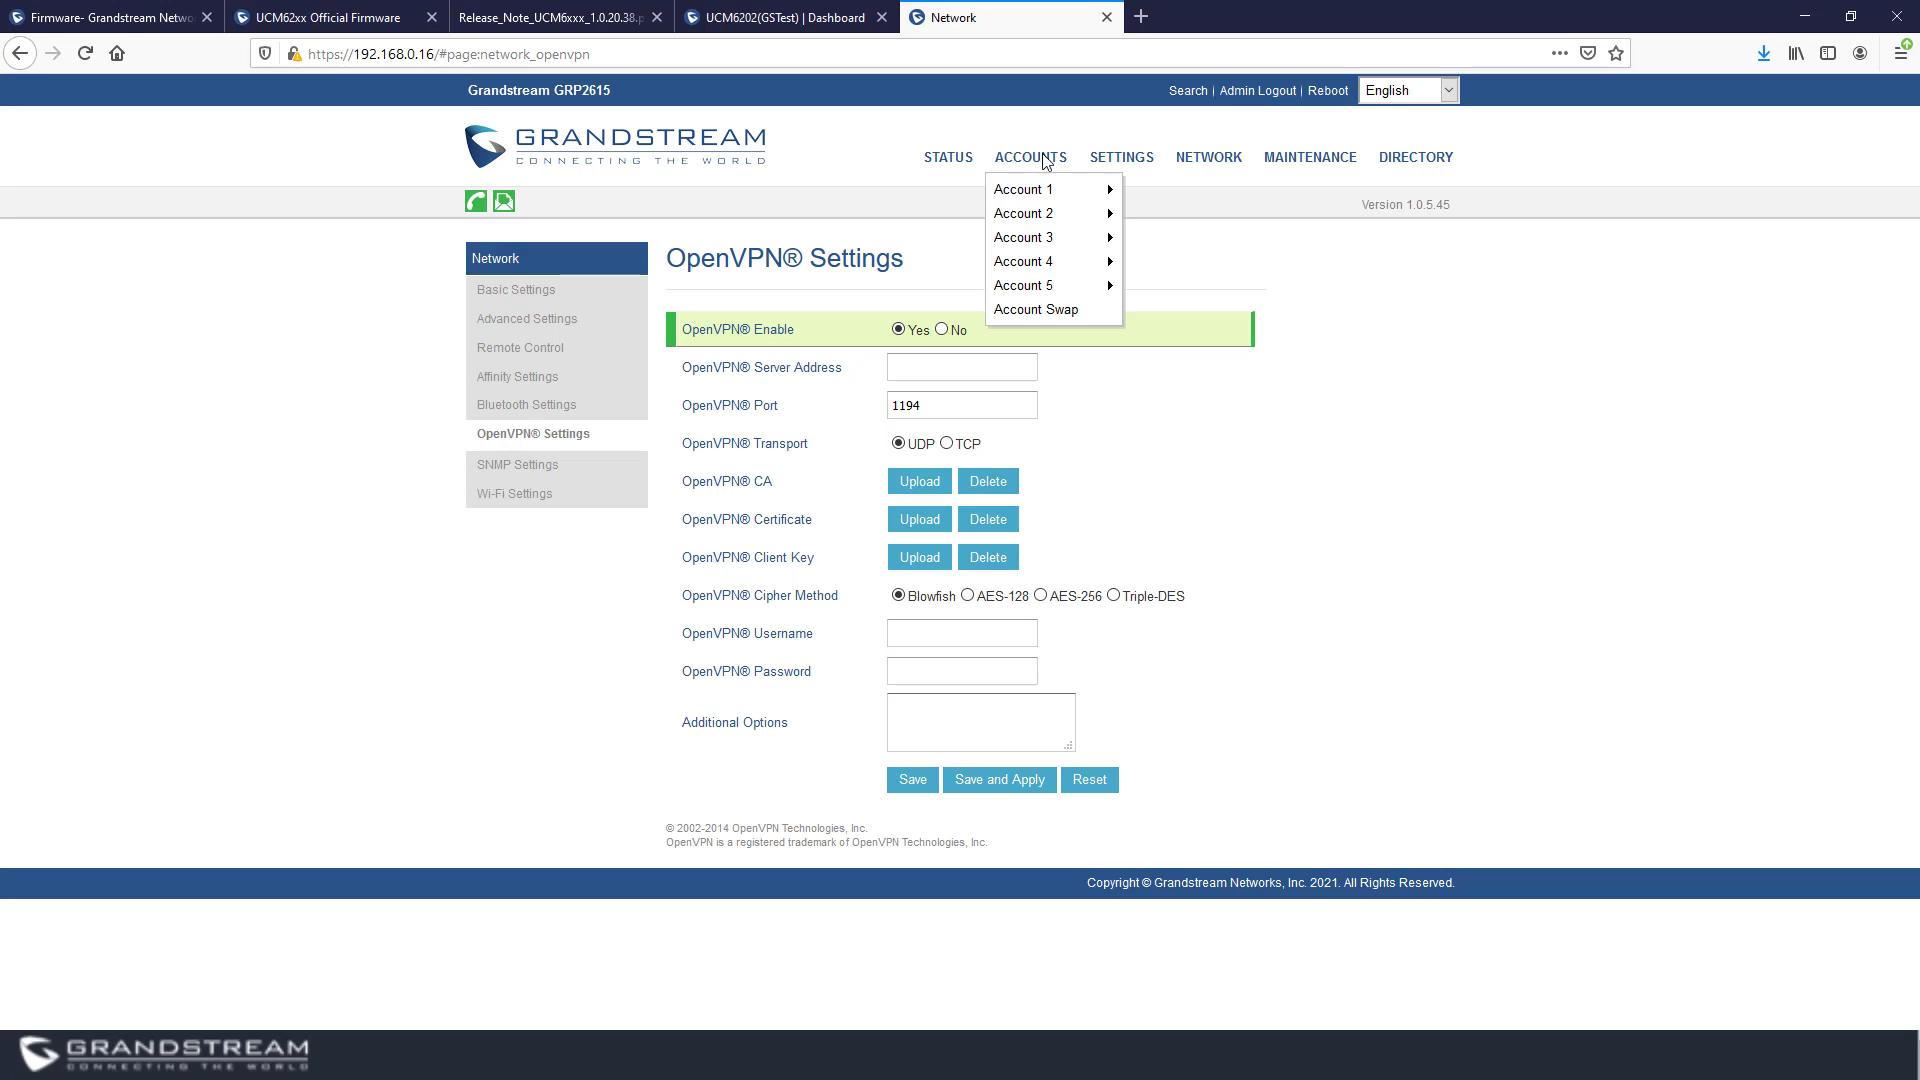 Firmware- Grandstream Netwo
UCM62xx Official Firmware
Release_Note_UCM6xxx_1.0.20.38.p
UCM6202(GSTest) | Dashboard
Network
https://192.168.0.16/#page:network_openvpn
Grandstream GRP2615
Search | Admin Logout | Reboot
English
GRANDSTREAM
CONNECTING THE WORLD
STATUS ACCOUNTS SETTINGS NETWORK MAINTENANCE DIRECTORY
Version 1.0.5.45
Account 1
Account 2
Account 3
Account 4
Account 5
Account Swap
Network
Basic Settings
Advanced Settings
Remote Control
Affinity Settings
Bluetooth Settings
OpenVPN® Settings
SNMP Settings
Wi-Fi Settings
OpenVPN® Settings
OpenVPN® Enable Yes No
OpenVPN® Server Address
OpenVPN® Port 1194
OpenVPN® Transport UDP TCP
OpenVPN® CA Upload Delete
OpenVPN® Certificate Upload Delete
OpenVPN® Client Key Upload Delete
OpenVPN® Cipher Method Blowfish AES-128 AES-256 Triple-DES
OpenVPN® Username
OpenVPN® Password
Additional Options
Save Save and Apply Reset
© 2002-2014 OpenVPN Technologies, Inc.
OpenVPN is a registered trademark of OpenVPN Technologies, Inc.
Copyright © Grandstream Networks, Inc. 2021. All Rights Reserved.
GRANDSTREAM
CONNECTING THE WORLD